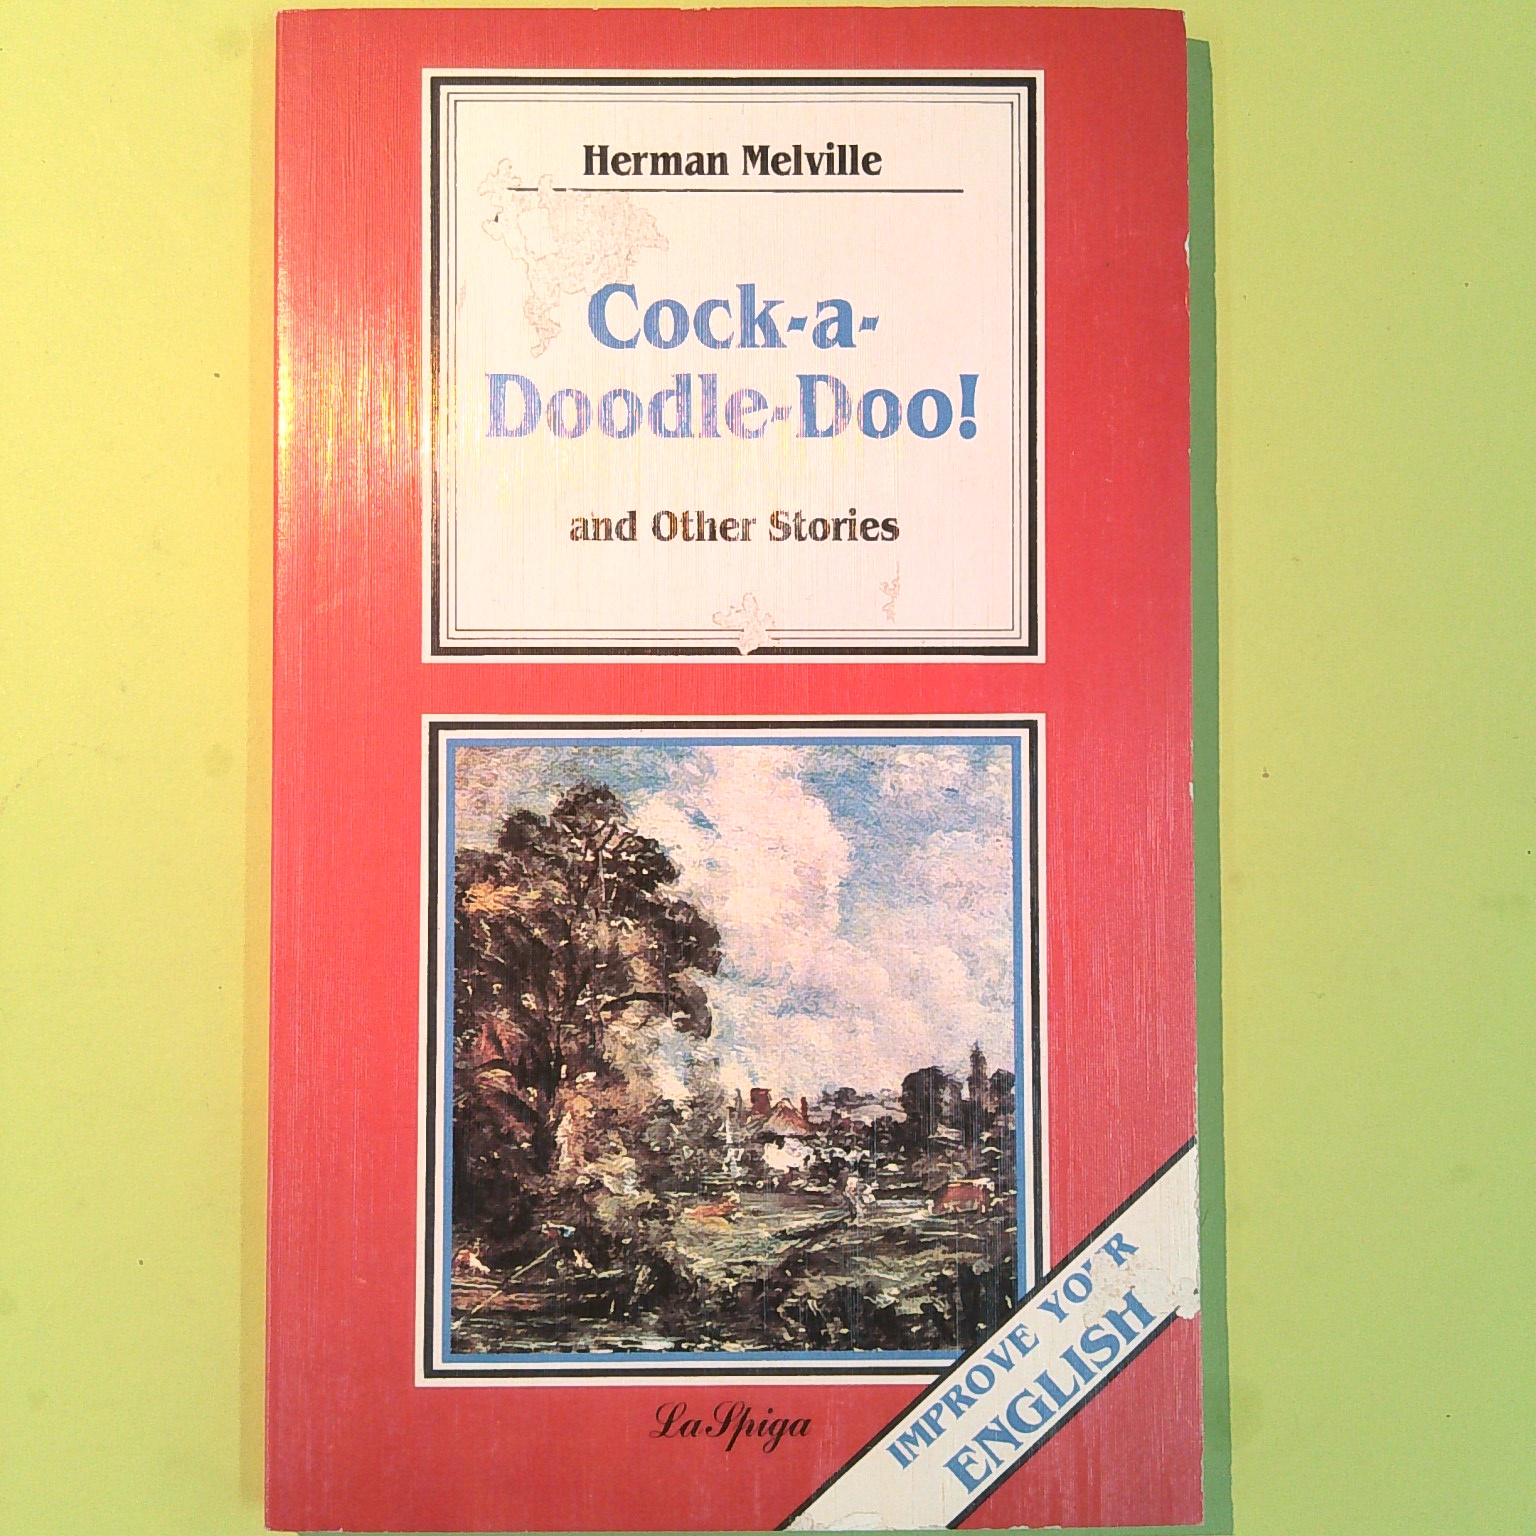 Herman Melville
Cock-a-
Doodle-Doo!
and Other Stories
La Spiga
IMPROVE YOUR
ENGLISH